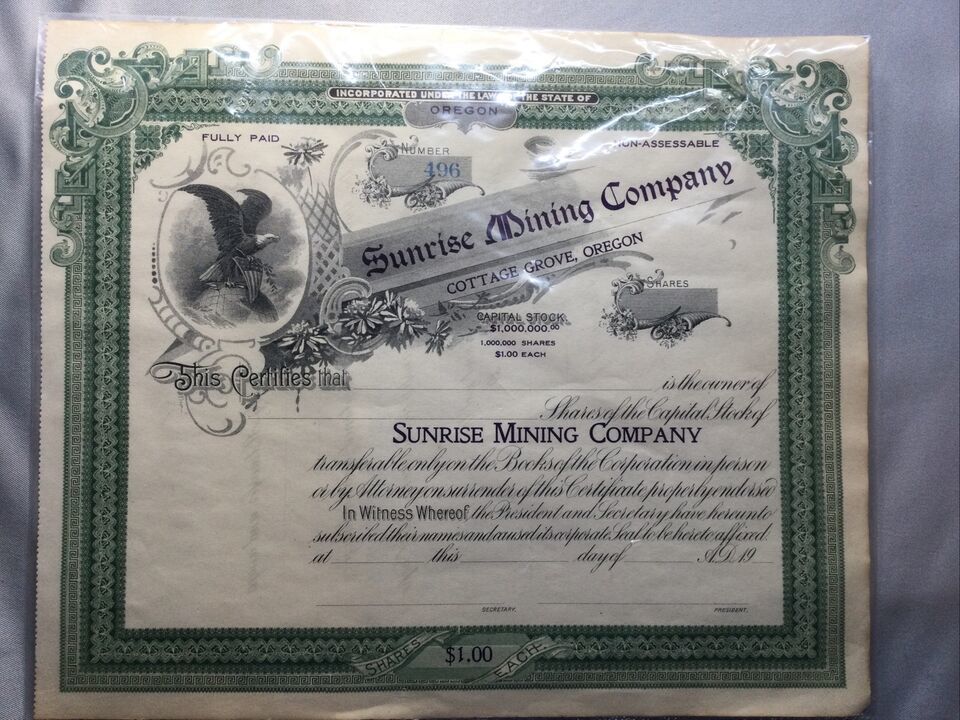 INCORPORATED UNDER THE LAWS OF THE STATE OF
OREGON
FULLY PAID
NON-ASSESSABLE
NUMBER
496
Sunrise Mining Company
COTTAGE GROVE, OREGON
SHARES
CAPITAL STOCK
$1,000,000.00
1,000,000 SHARES
$1.00 EACH
This Certifies that is the owner of
Shares of the Capital Stock of
SUNRISE MINING COMPANY
transferable only on the Books of the Corporation in person
or by Attorney on surrender of this Certificate properly endorsed
In Witness Whereof, the President and Secretary have hereunto
subscribed their names and caused its corporate Seal to be hereto affixed
at this day of A.D. 19
SECRETARY. PRESIDENT.
SHARES $1.00 EACH